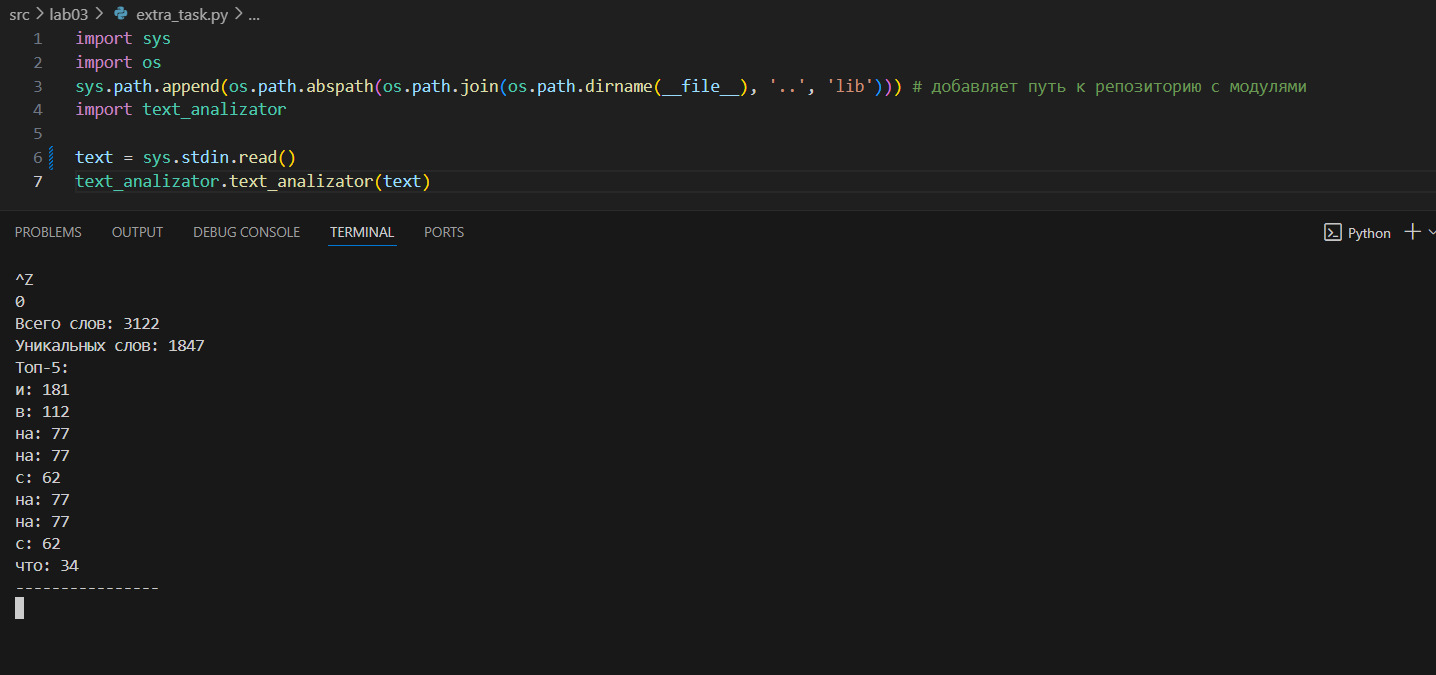 src > lab03 > extra_task.py > ...
1 import sys
2 import os
3 sys.path.append(os.path.abspath(os.path.join(os.path.dirname(__file__), '..', 'lib'))) # добавляет путь к репозиторию с модулями
4 import text_analizator
5
6 text = sys.stdin.read()
7 text_analizator.text_analizator(text)
PROBLEMS OUTPUT DEBUG CONSOLE TERMINAL PORTS Python
^Z
0
Всего слов: 3122
Уникальных слов: 1847
Топ-5:
и: 181
в: 112
на: 77
на: 77
с: 62
на: 77
на: 77
с: 62
что: 34
----------------